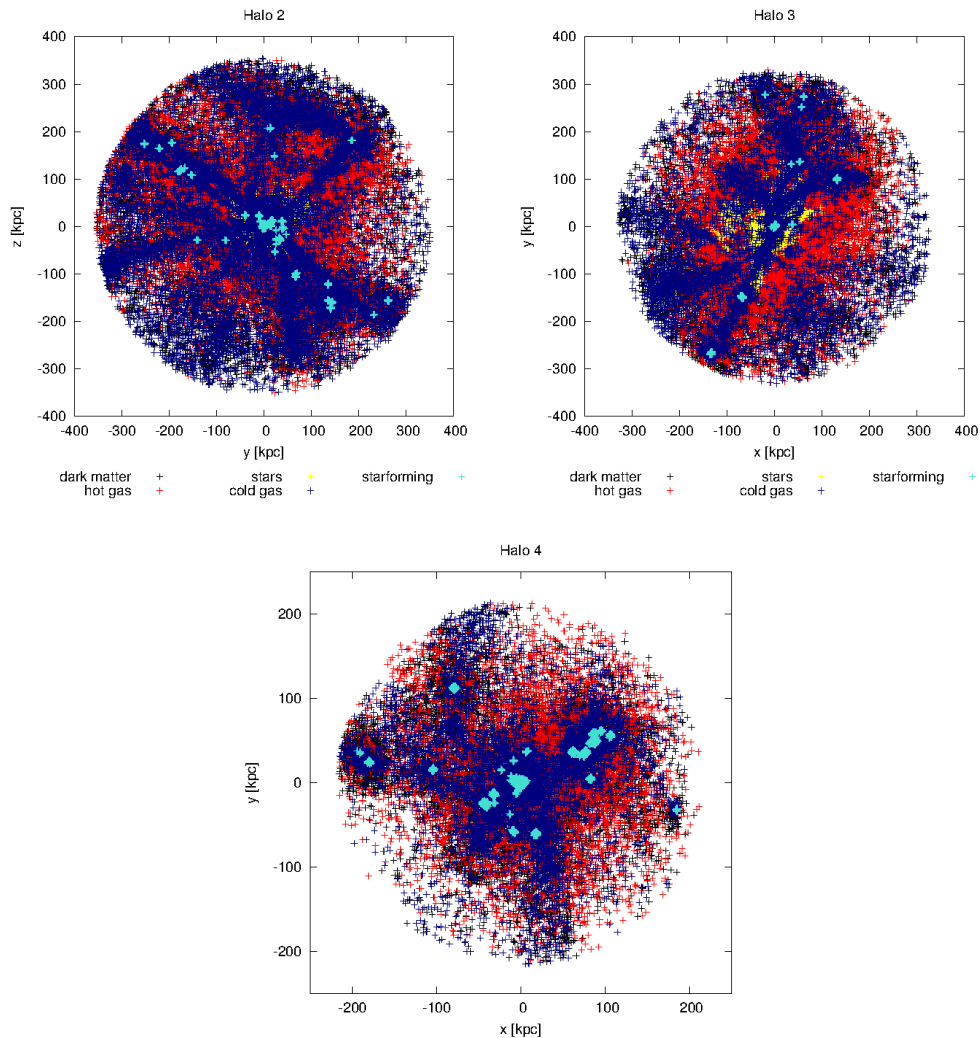 Halo 2
400
300
200
100
0
-100
-200
-300
-400
z [kpc]
-400 -300 -200 -100 0 100 200 300 400
y [kpc]
dark matter + stars + starforming +
hot gas + cold gas +
Halo 3
400
300
200
100
0
-100
-200
-300
-400
y [kpc]
-400 -300 -200 -100 0 100 200 300 400
x [kpc]
dark matter + stars + starforming +
hot gas + cold gas +
Halo 4
200
100
0
-100
-200
y [kpc]
-200 -100 0 100 200
x [kpc]